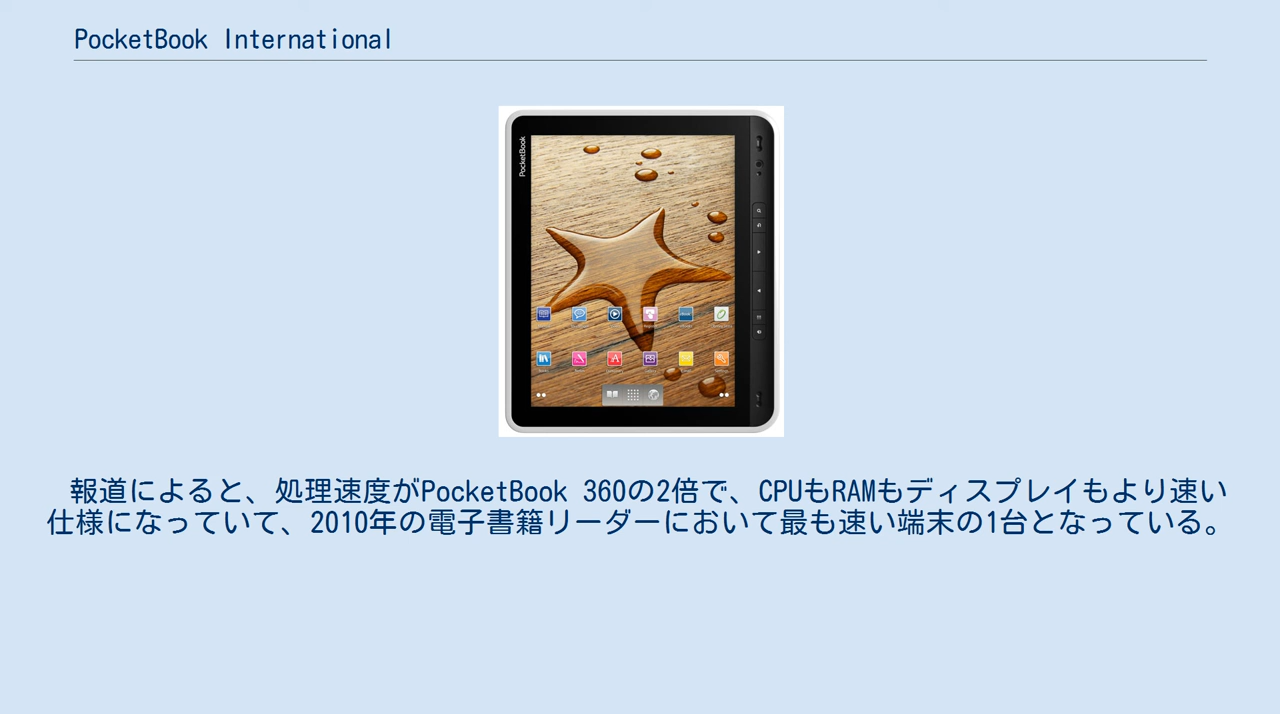 PocketBook International
PocketBook
報道によると、処理速度がPocketBook 360の2倍で、CPUもRAMもディスプレイもより速い
仕様になっていて、2010年の電子書籍リーダーにおいて最も速い端末の1台となっている。